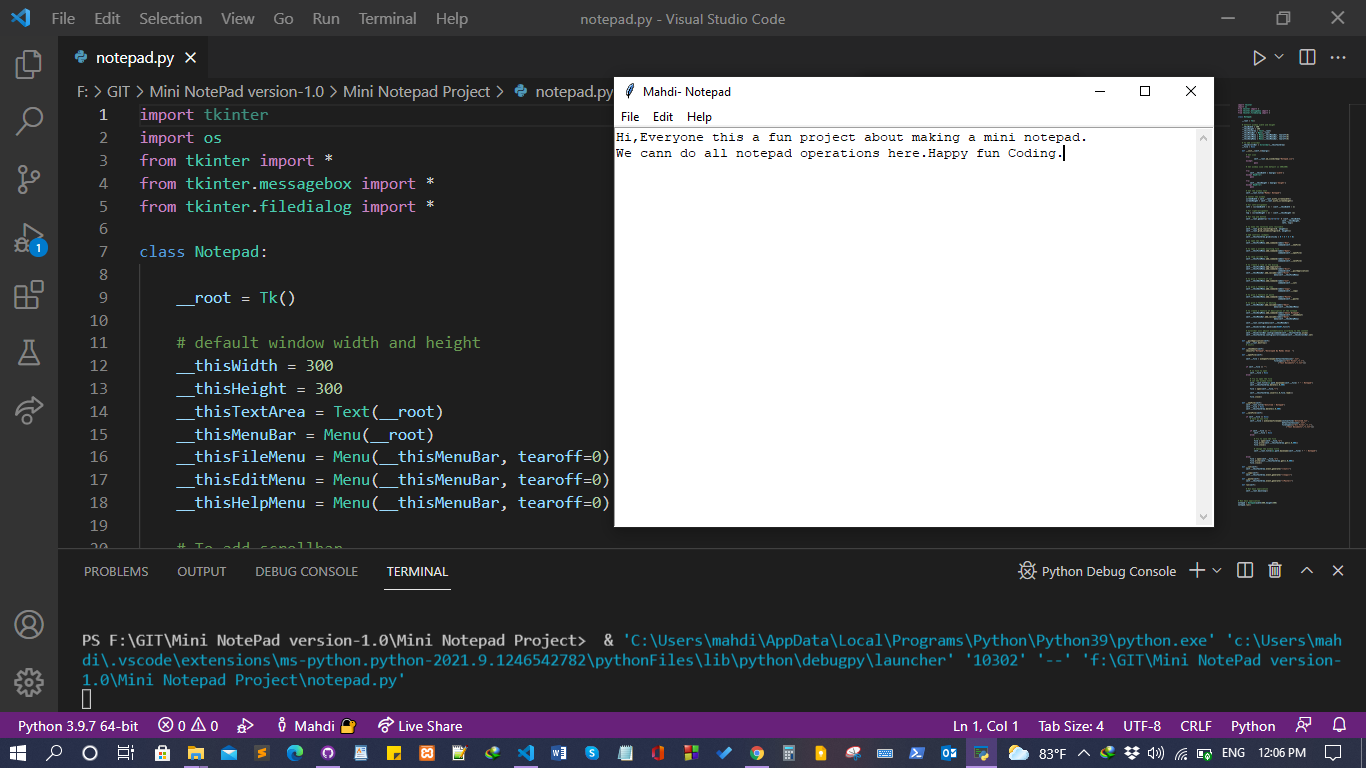 File Edit Selection View Go Run Terminal Help
notepad.py - Visual Studio Code
notepad.py
F: > GIT > Mini NotePad version-1.0 > Mini Notepad Project > notepad.py
1 import tkinter
2 import os
3 from tkinter import *
4 from tkinter.messagebox import *
5 from tkinter.filedialog import *
6
7 class Notepad:
8
9 __root = Tk()
10
11 # default window width and height
12 __thisWidth = 300
13 __thisHeight = 300
14 __thisTextArea = Text(__root)
15 __thisMenuBar = Menu(__root)
16 __thisFileMenu = Menu(__thisMenuBar, tearoff=0)
17 __thisEditMenu = Menu(__thisMenuBar, tearoff=0)
18 __thisHelpMenu = Menu(__thisMenuBar, tearoff=0)
19
20 # To add scrollbar
Mahdi- Notepad
File Edit Help
Hi,Everyone this a fun project about making a mini notepad.
We cann do all notepad operations here.Happy fun Coding.
PROBLEMS OUTPUT DEBUG CONSOLE TERMINAL
Python Debug Console
PS F:\GIT\Mini NotePad version-1.0\Mini Notepad Project> & 'C:\Users\mahdi\AppData\Local\Programs\Python\Python39\python.exe' 'c:\Users\mah
di\.vscode\extensions\ms-python.python-2021.9.1246542782\pythonFiles\lib\python\debugpy\launcher' '10302' '--' 'f:\GIT\Mini NotePad version-
1.0\Mini Notepad Project\notepad.py'
1
Python 3.9.7 64-bit 0 0 Mahdi Live Share
Ln 1, Col 1 Tab Size: 4 UTF-8 CRLF Python
83°F ENG 12:06 PM